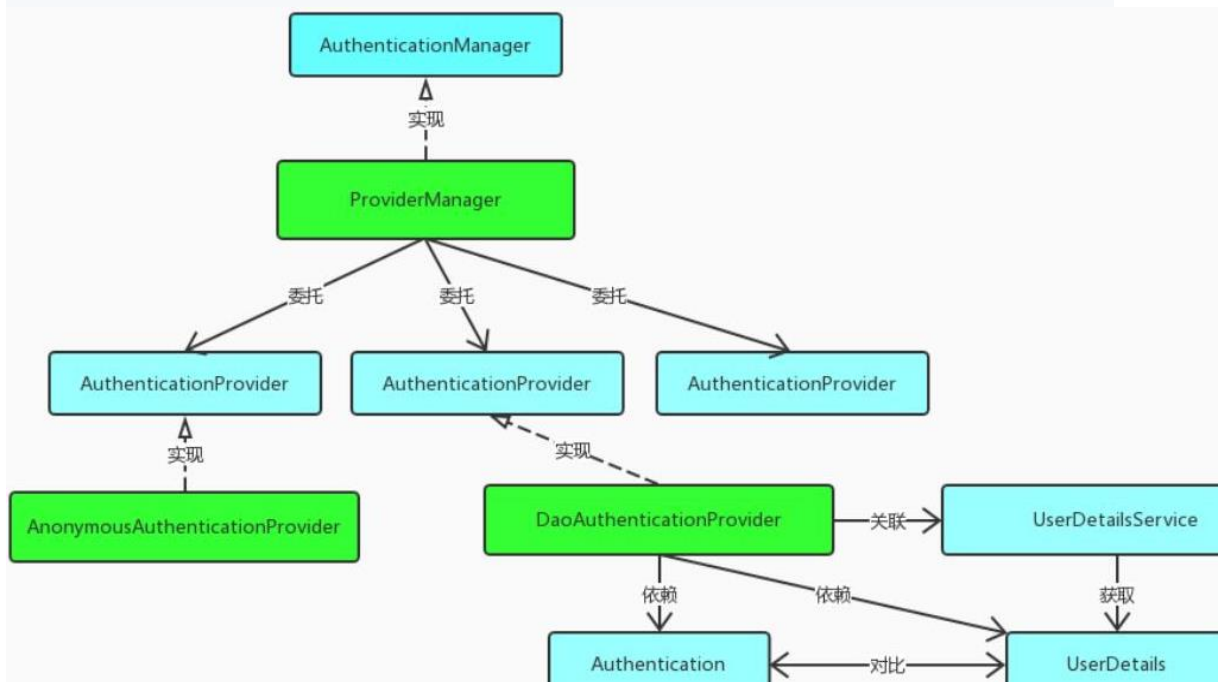 AuthenticationManager
实现
ProviderManager
委托 委托 委托
AuthenticationProvider AuthenticationProvider AuthenticationProvider
实现 实现
AnonymousAuthenticationProvider DaoAuthenticationProvider 关联 UserDetailsService
依赖 依赖 获取
Authentication 对比 UserDetails